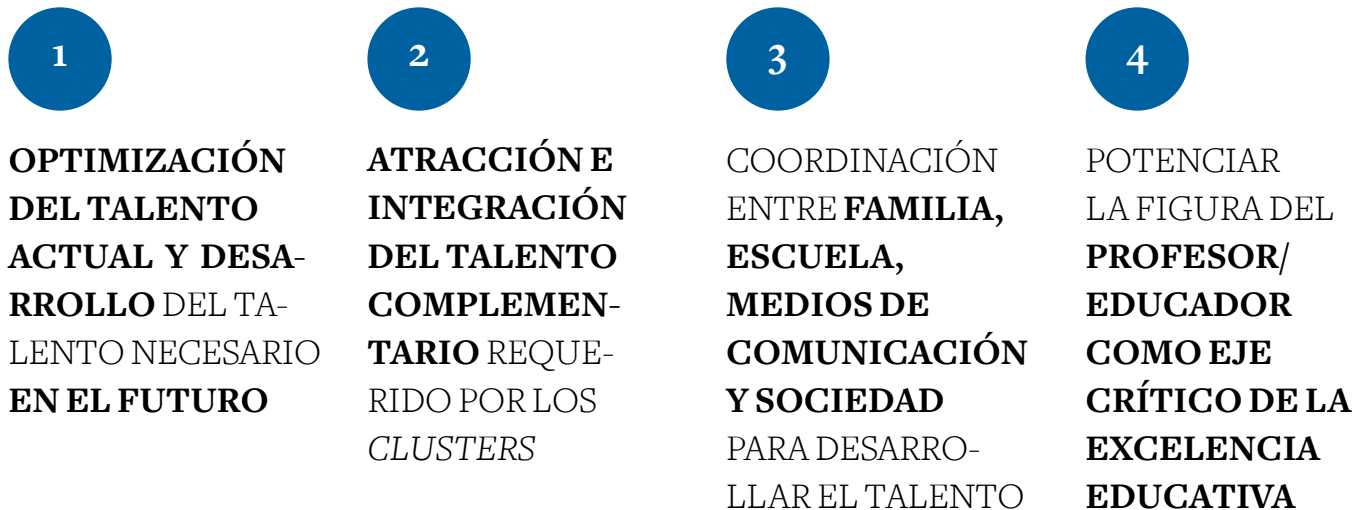 1
OPTIMIZACIÓN
DEL TALENTO
ACTUAL Y DESA-
RROLLO DEL TA-
LENTO NECESARIO
EN EL FUTURO
2
ATRACCIÓN E
INTEGRACIÓN
DEL TALENTO
COMPLEMEN-
TARIO REQUE-
RIDO POR LOS
CLUSTERS
3
COORDINACIÓN
ENTRE FAMILIA,
ESCUELA,
MEDIOS DE
COMUNICACIÓN
Y SOCIEDAD
PARA DESARRO-
LLAR EL TALENTO
4
POTENCIAR
LA FIGURA DEL
PROFESOR/
EDUCADOR
COMO EJE
CRÍTICO DE LA
EXCELENCIA
EDUCATIVA